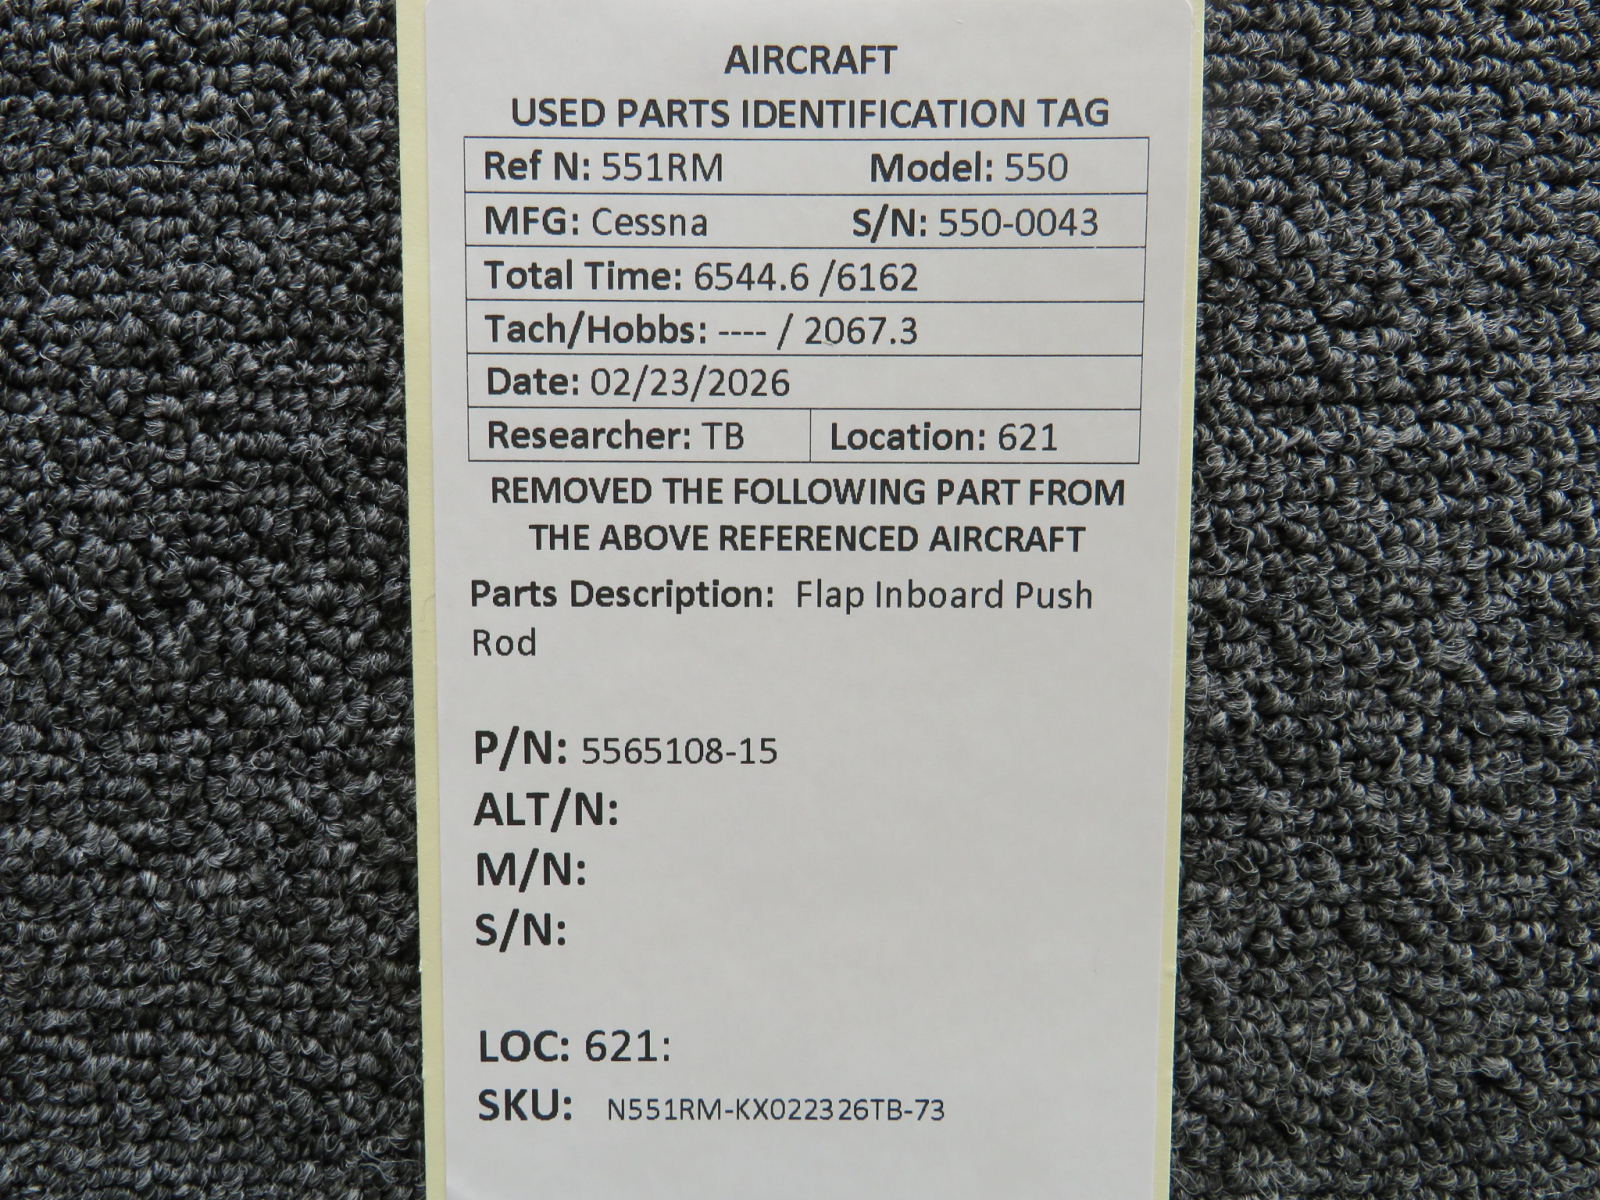 AIRCRAFT
USED PARTS IDENTIFICATION TAG
Ref N: 551RM Model: 550
MFG: Cessna S/N: 550-0043
Total Time: 6544.6 /6162
Tach/Hobbs: ---- / 2067.3
Date: 02/23/2026
Researcher: TB Location: 621
REMOVED THE FOLLOWING PART FROM
THE ABOVE REFERENCED AIRCRAFT
Parts Description: Flap Inboard Push
Rod
P/N: 5565108-15
ALT/N:
M/N:
S/N:
LOC: 621:
SKU: N551RM-KX022326TB-73